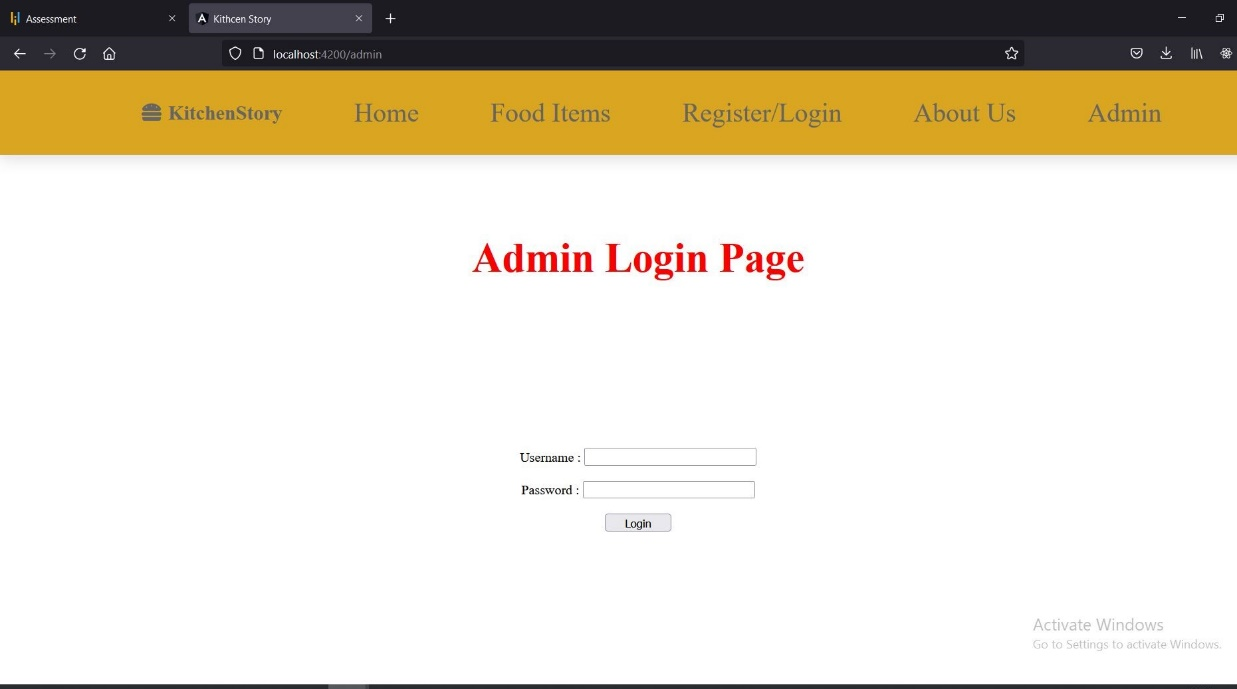 Assessment
Kithcen Story
localhost:4200/admin
KitchenStory Home Food Items Register/Login About Us Admin
Admin Login Page
Username :
Password :
Login
Activate Windows
Go to Settings to activate Windows.